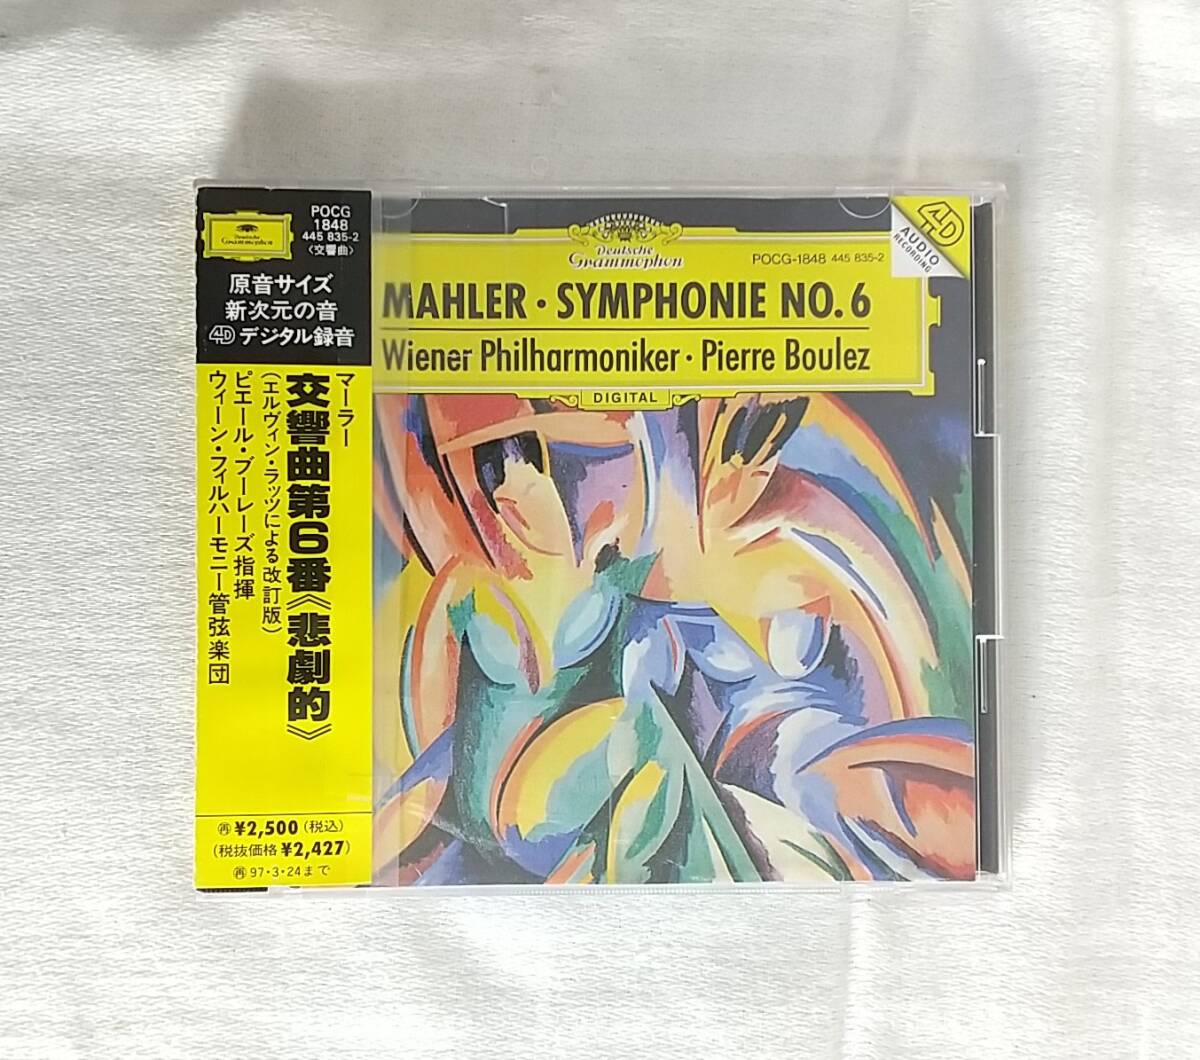 Deutsche
Grammophon
POCG
1848
445 835-2
〈交響曲〉
原音サイズ
新次元の音
4D デジタル録音
マーラー
交響曲第6番《悲劇的》
(エルヴィン・ラッツによる改訂版)
ピエール・ブーレーズ指揮
ウィーン・フィルハーモニー管弦楽団
再 ¥2,500 (税込)
(税抜価格 ¥2,427)
再 97・3・24まで
Deutsche
Grammophon
POCG-1848 445 835-2
4D
AUDIO
RECORDING
MAHLER · SYMPHONIE NO. 6
Wiener Philharmoniker · Pierre Boulez
DIGITAL